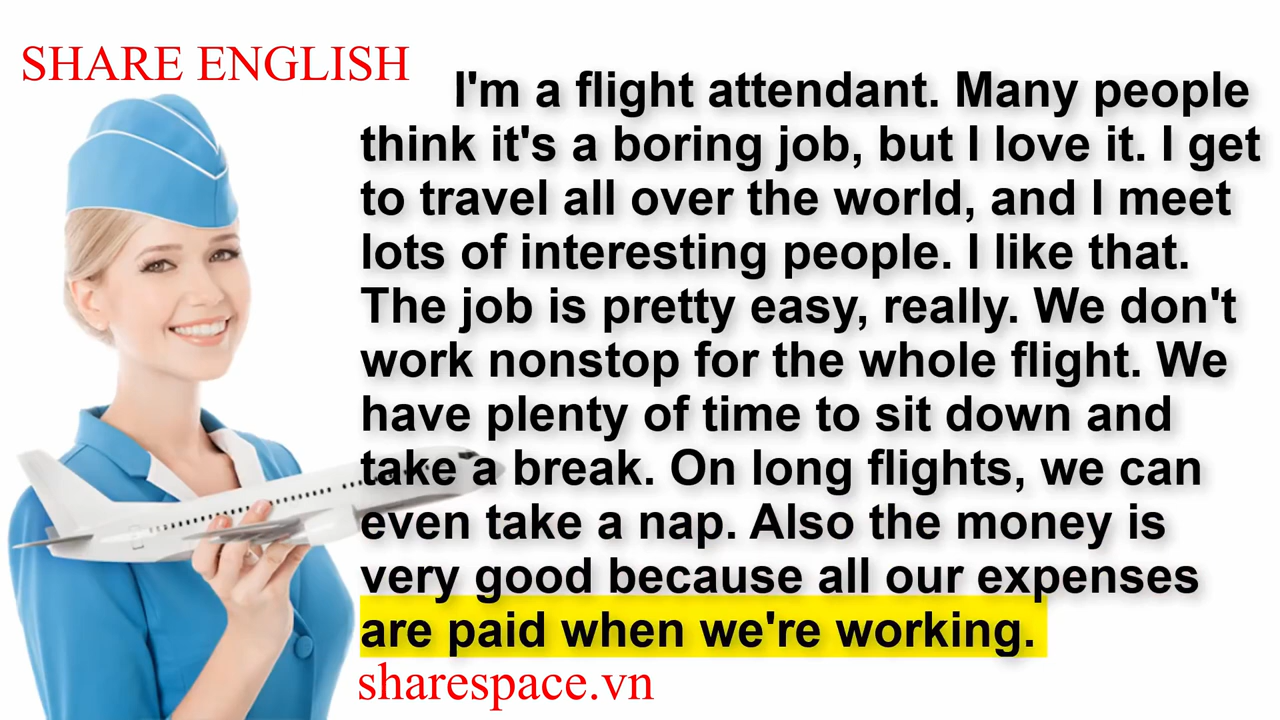 SHARE ENGLISH
I'm a flight attendant. Many people
think it's a boring job, but I love it. I get
to travel all over the world, and I meet
lots of interesting people. I like that.
The job is pretty easy, really. We don't
work nonstop for the whole flight. We
have plenty of time to sit down and
take a break. On long flights, we can
even take a nap. Also the money is
very good because all our expenses
are paid when we're working.
sharespace.vn